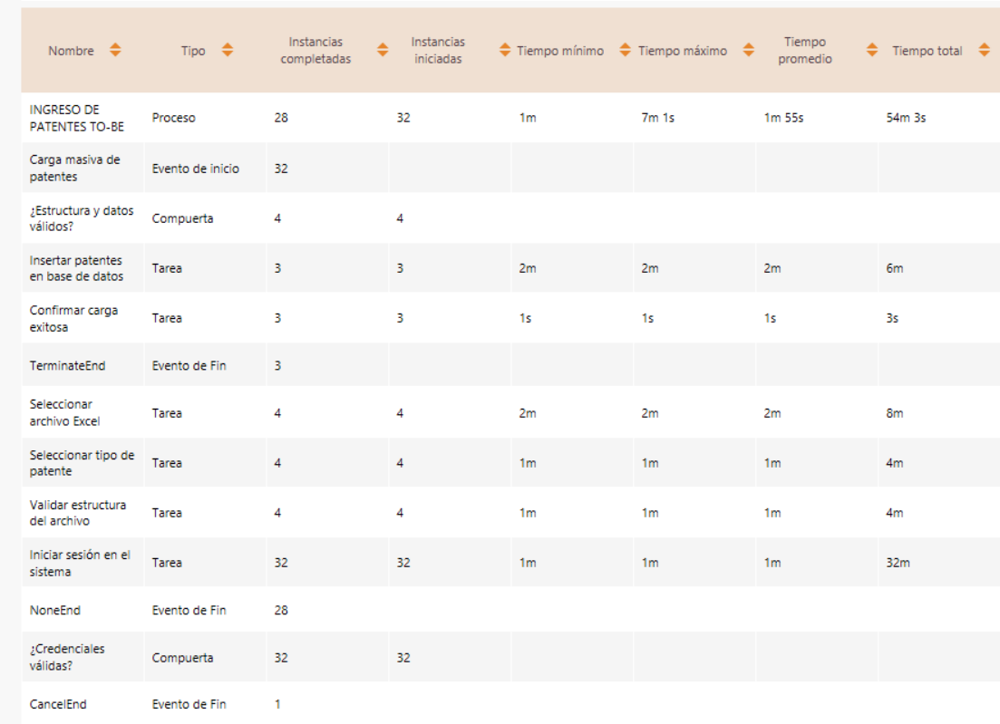 Nombre Tipo Instancias completadas Instancias iniciadas Tiempo mínimo Tiempo máximo Tiempo promedio Tiempo total
INGRESO DE PATENTES TO-BE Proceso 28 32 1m 7m 1s 1m 55s 54m 3s
Carga masiva de patentes Evento de inicio 32
¿Estructura y datos válidos? Compuerta 4 4
Insertar patentes en base de datos Tarea 3 3 2m 2m 2m 6m
Confirmar carga exitosa Tarea 3 3 1s 1s 1s 3s
TerminateEnd Evento de Fin 3
Seleccionar archivo Excel Tarea 4 4 2m 2m 2m 8m
Seleccionar tipo de patente Tarea 4 4 1m 1m 1m 4m
Validar estructura del archivo Tarea 4 4 1m 1m 1m 4m
Iniciar sesión en el sistema Tarea 32 32 1m 1m 1m 32m
NoneEnd Evento de Fin 28
¿Credenciales válidas? Compuerta 32 32
CancelEnd Evento de Fin 1